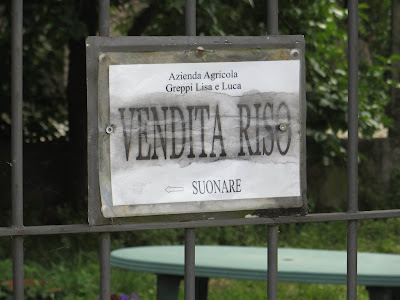 Azienda Agricola
Greppi Lisa e Luca
VENDITA RISO
← SUONARE